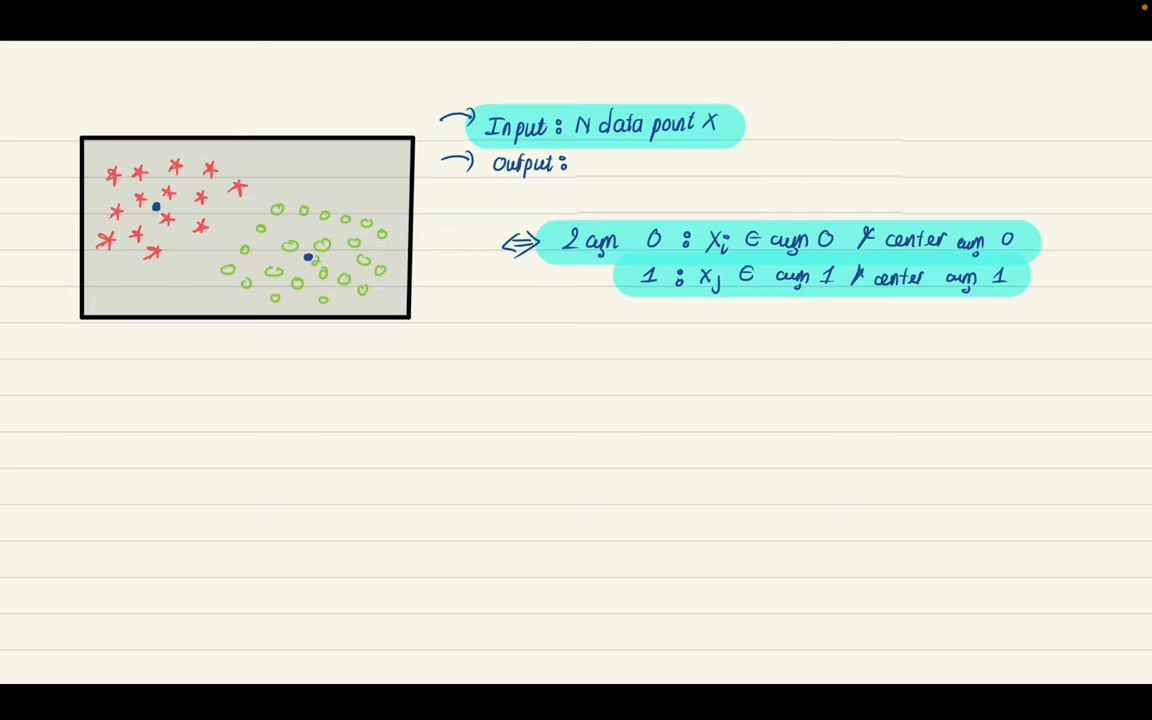 → Input: N data point X
→ Output:
⇔ 2 cụm 0 : Xi ∈ cụm 0 & center cụm 0
1 : xj ∈ cụm 1 & center cụm 1